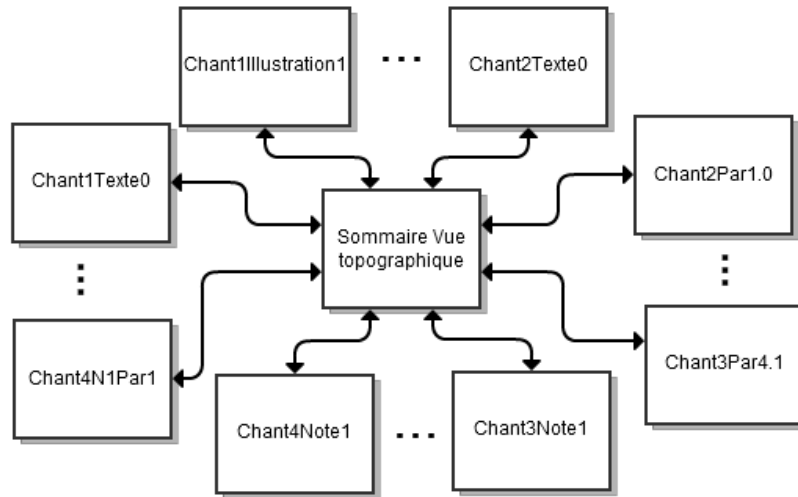 Chant1Illustration1
...
Chant2Texte0
Chant1Texte0
Chant2Par1.0
Sommaire Vue
topographique
Chant4N1Par1
Chant3Par4.1
Chant4Note1
...
Chant3Note1